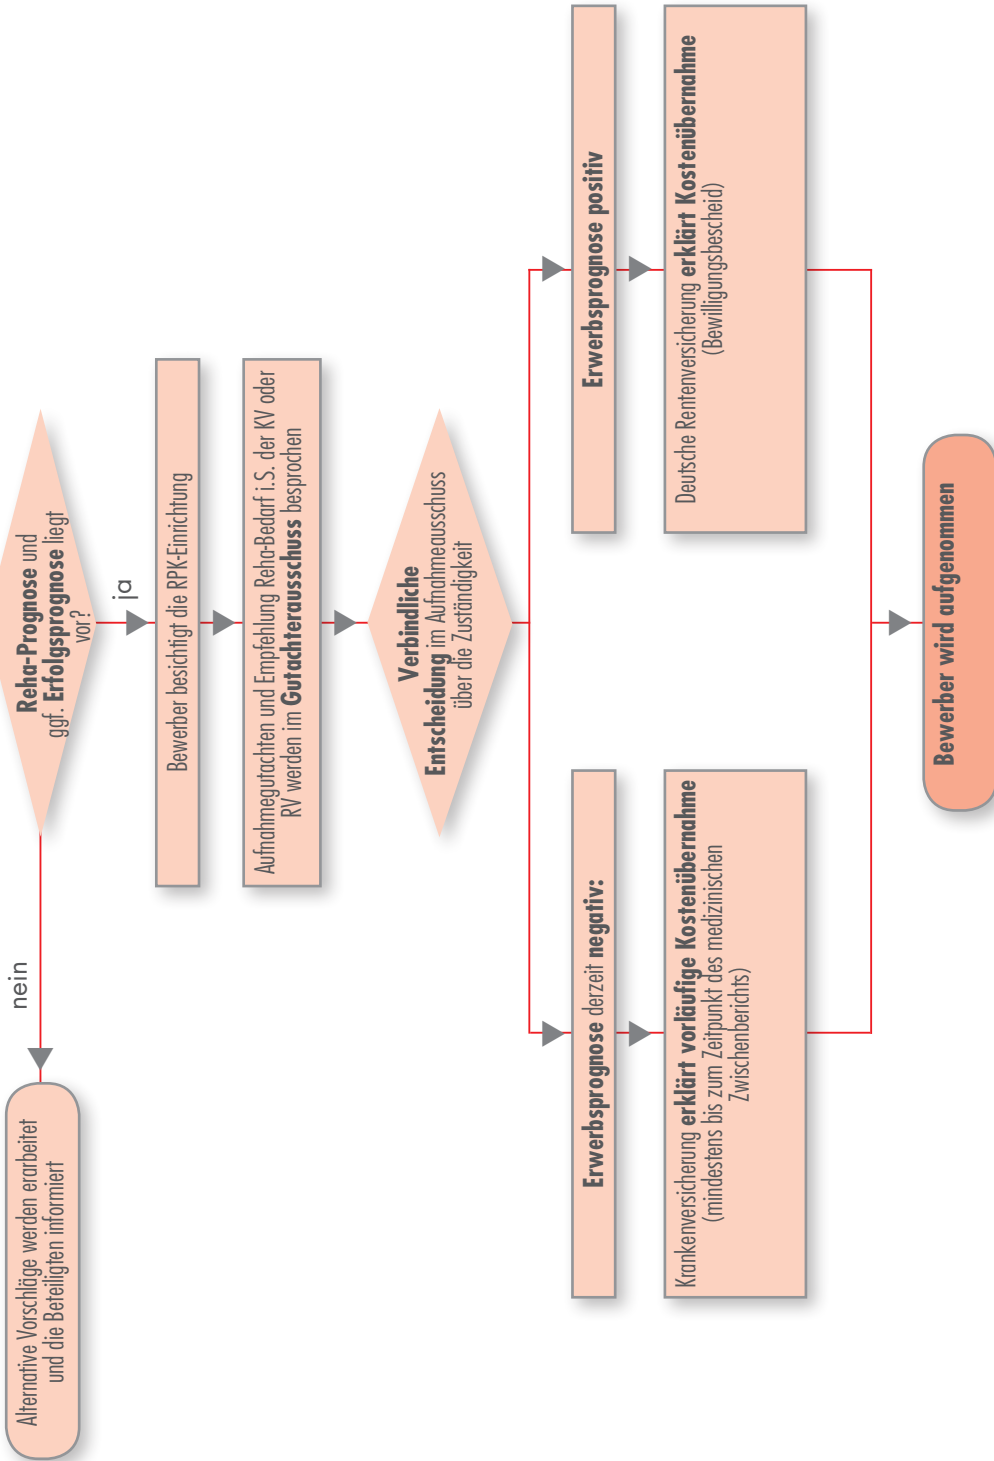 Reha-Prognose und
ggf. Erfolgsprognose liegt
vor?
nein
ja
Alternative Vorschläge werden erarbeitet
und die Beteiligten informiert
Bewerber besichtigt die RPK-Einrichtung
Aufnahmegutachten und Empfehlung Reha-Bedarf i.S. der KV oder
RV werden im Gutachterausschuss besprochen
Verbindliche
Entscheidung im Aufnahmeausschuss
über die Zuständigkeit
Erwerbsprognose derzeit negativ:
Krankenversicherung erklärt vorläufige Kostenübernahme
(mindestens bis zum Zeitpunkt des medizinischen
Zwischenberichts)
Erwerbsprognose positiv
Deutsche Rentenversicherung erklärt Kostenübernahme
(Bewilligungsbescheid)
Bewerber wird aufgenommen